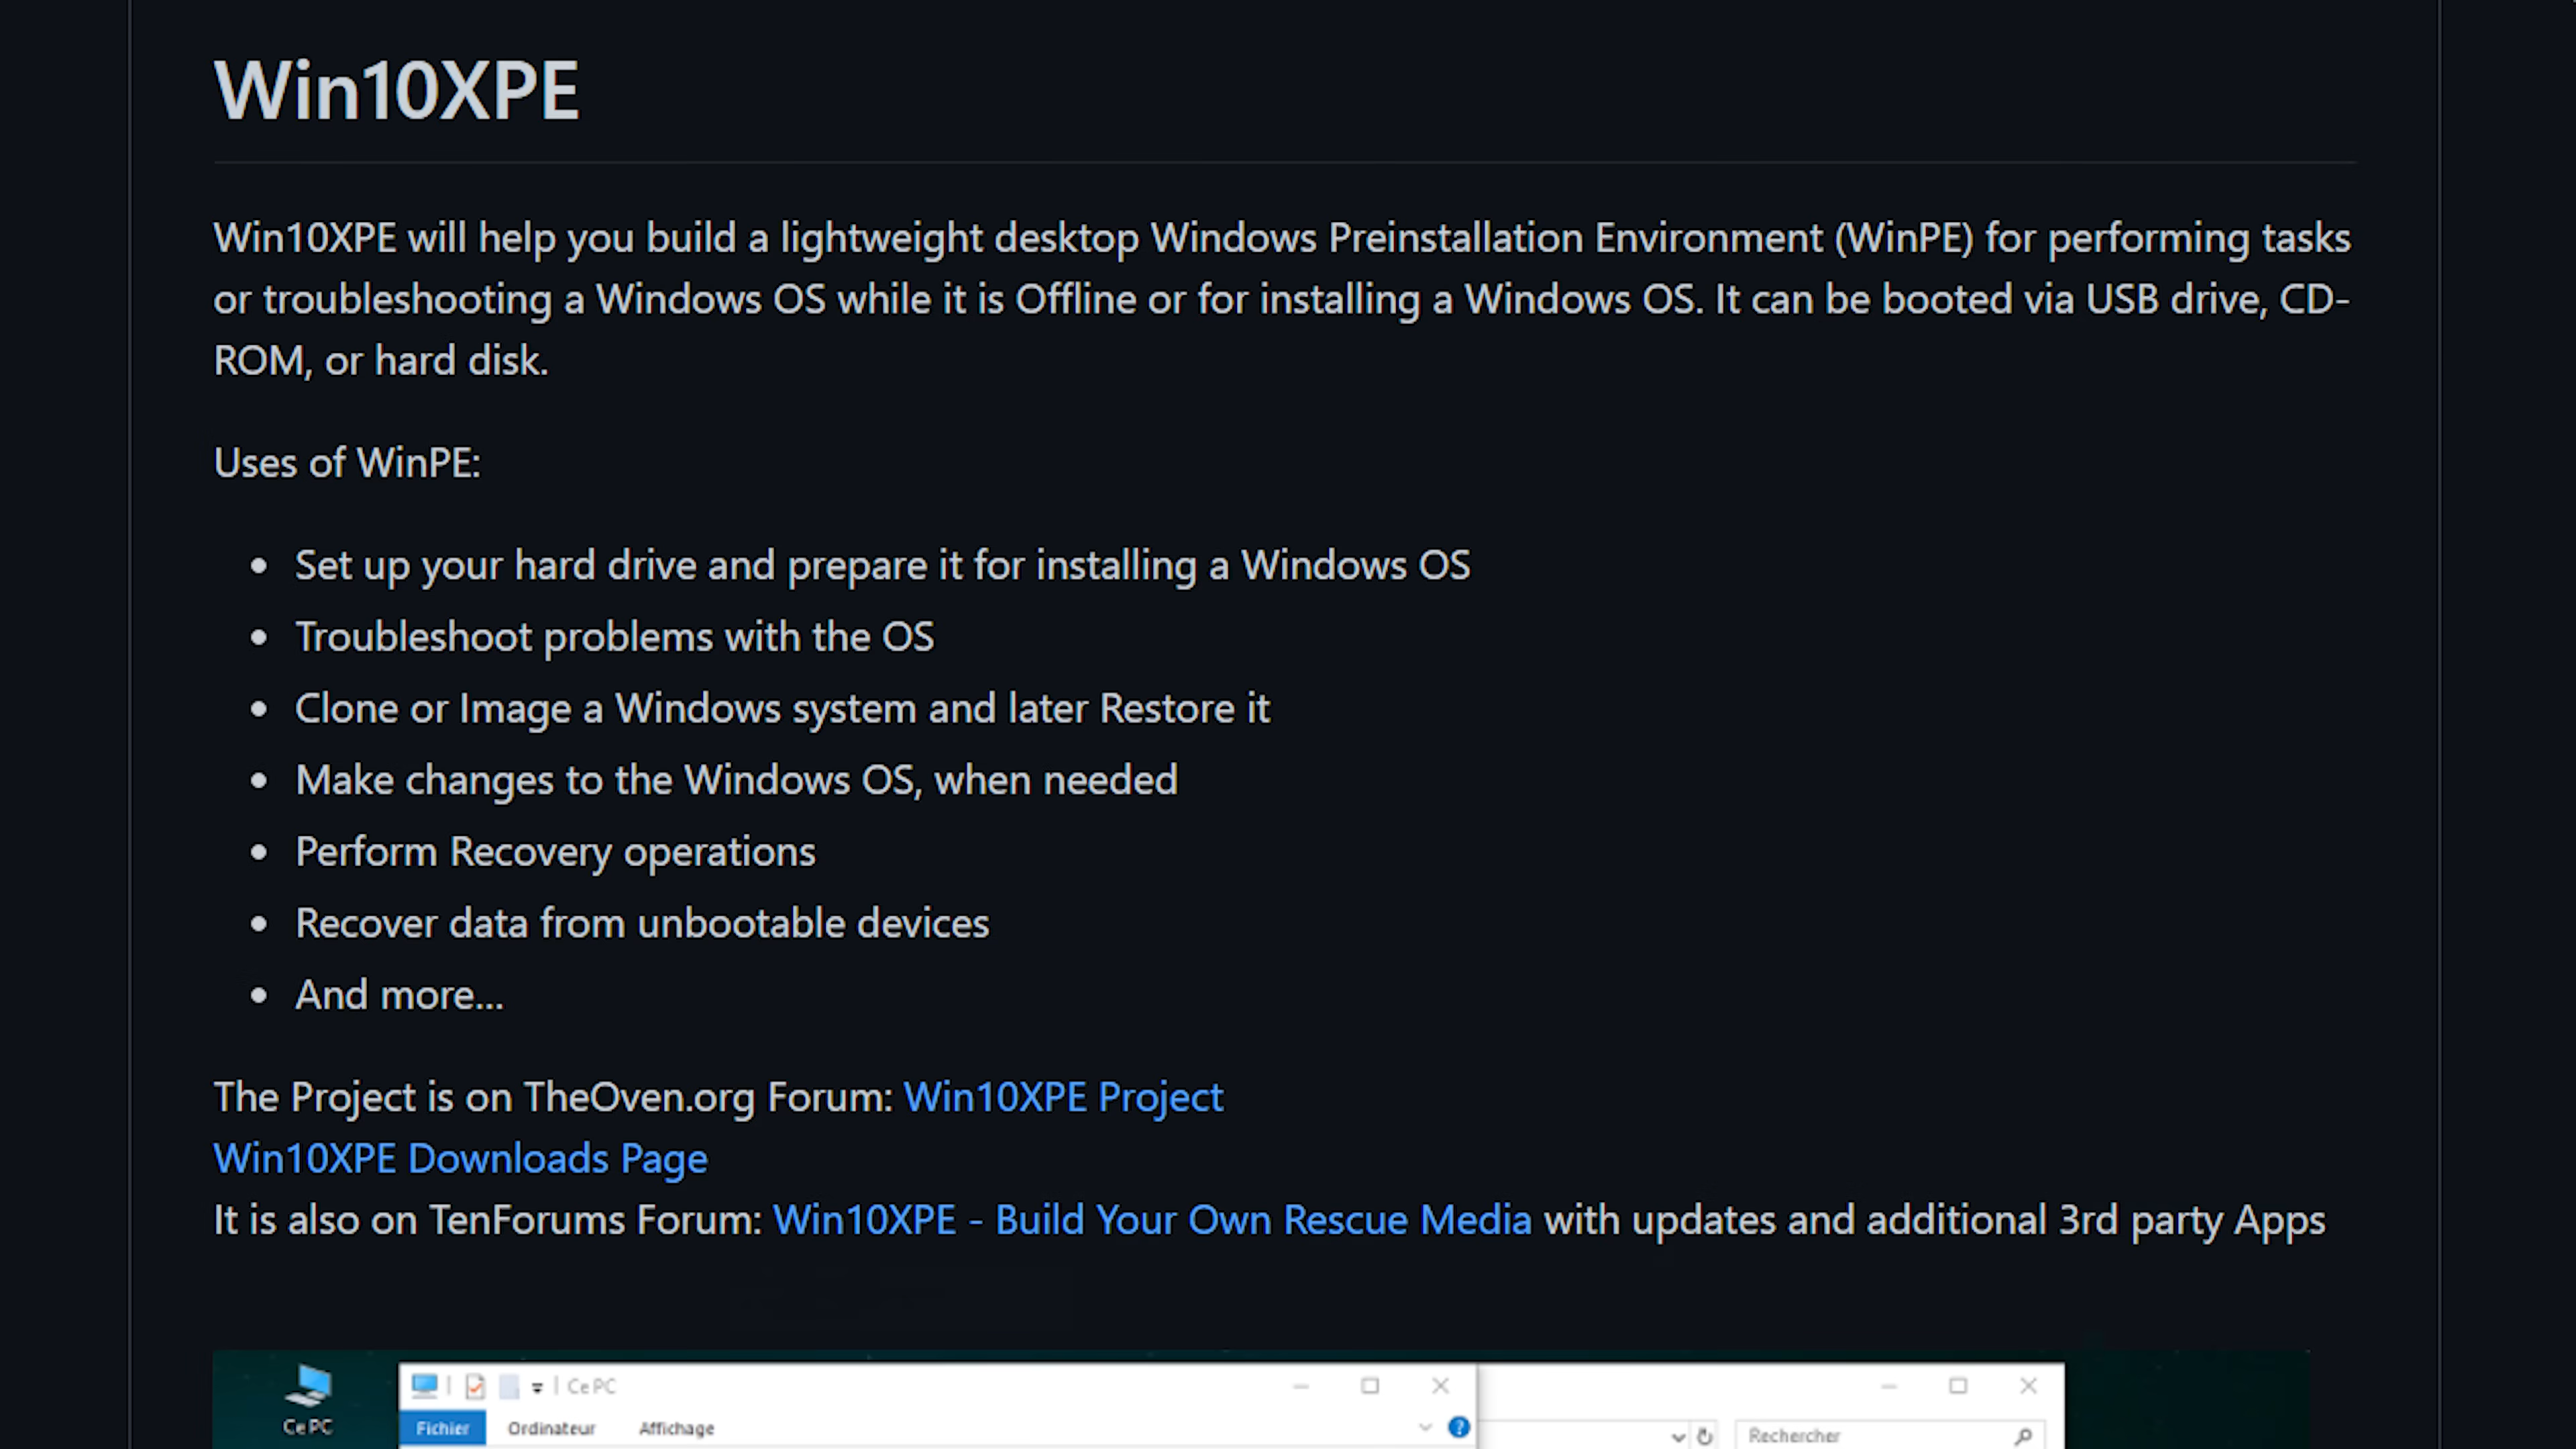 Win10XPE
Win10XPE will help you build a lightweight desktop Windows Preinstallation Environment (WinPE) for performing tasks
or troubleshooting a Windows OS while it is Offline or for installing a Windows OS. It can be booted via USB drive, CD-
ROM, or hard disk.
Uses of WinPE:
Set up your hard drive and prepare it for installing a Windows OS
Troubleshoot problems with the OS
Clone or Image a Windows system and later Restore it
Make changes to the Windows OS, when needed
Perform Recovery operations
Recover data from unbootable devices
And more...
The Project is on TheOven.org Forum: Win10XPE Project
Win10XPE Downloads Page
It is also on TenForums Forum: Win10XPE - Build Your Own Rescue Media with updates and additional 3rd party Apps
Ce PC
Ce PC
Fichier Ordinateur Affichage
Rechercher